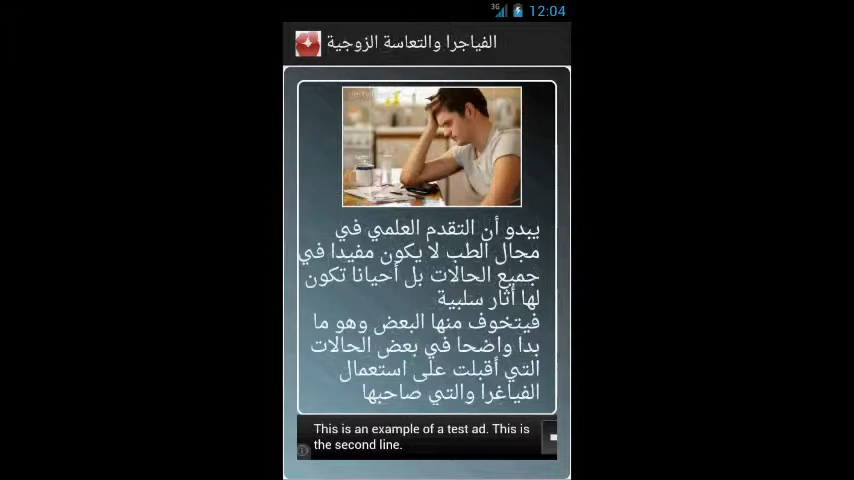 3G 12:04
الفياجرا والتعاسة الزوجية
يبدو أن التقدم العلمي في
مجال الطب لا يكون مفيدا في
جميع الحالات بل أحيانا تكون
لها أثار سلبية
فيتخوف منها البعض وهو ما
بدا واضحا في بعض الحالات
التي أقبلت على استعمال
الفياغرا والتي صاحبها
This is an example of a test ad. This is
the second line.